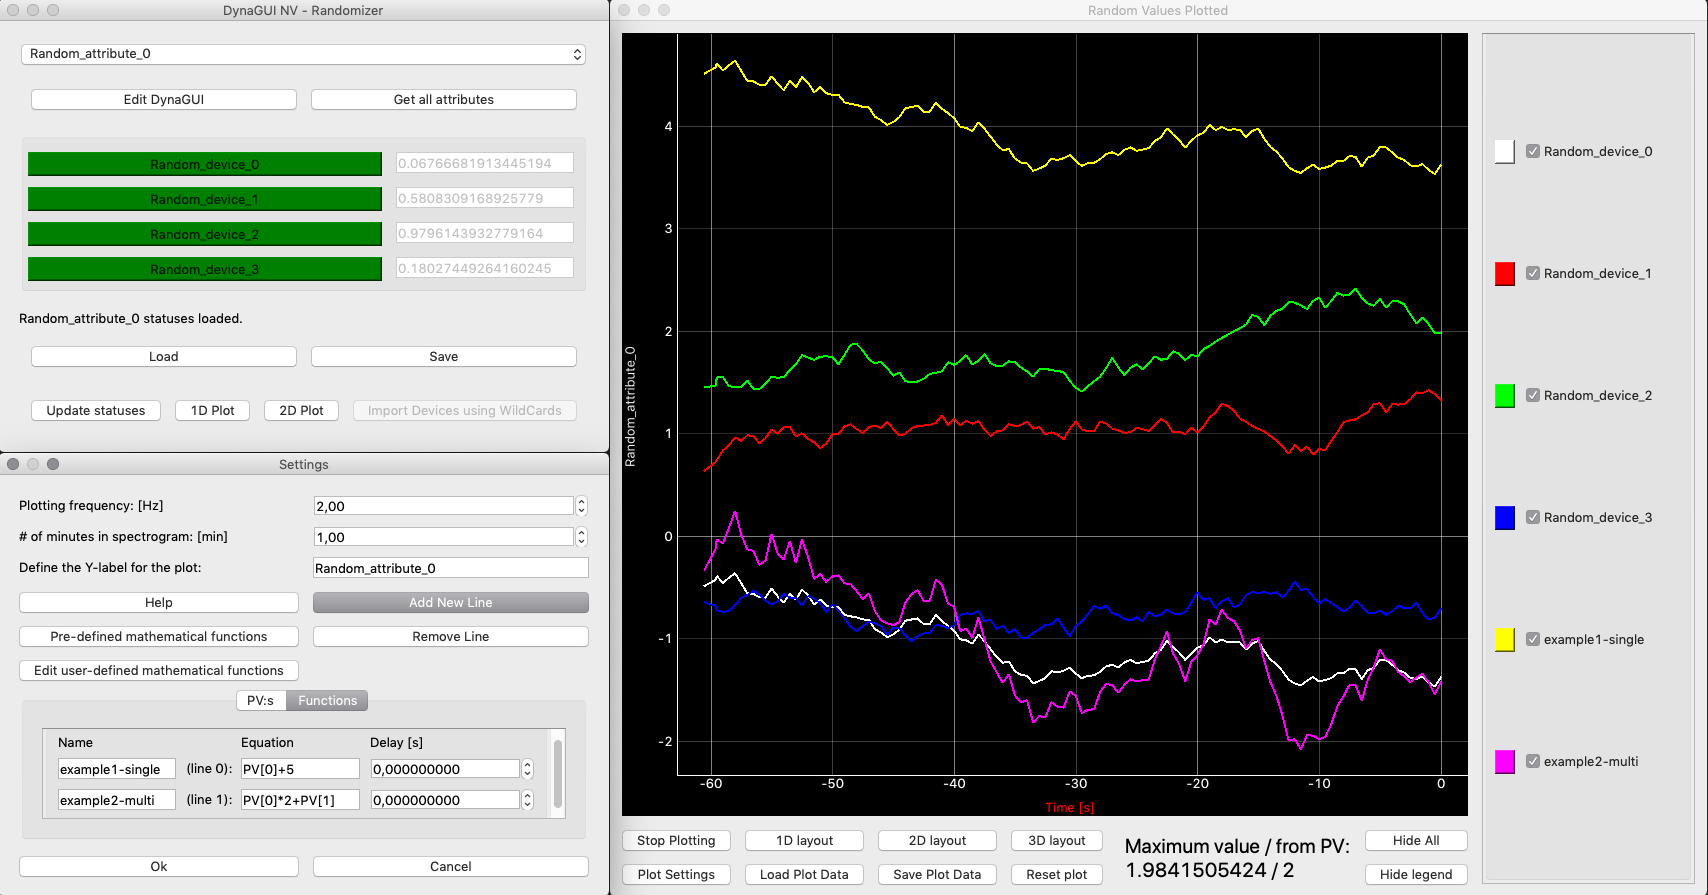 DynaGUI NV - Randomizer
Random_attribute_0
Edit DynaGUI
Get all attributes
Random_device_0
0.06766681913445194
Random_device_1
0.5808309168925779
Random_device_2
0.9796143932779164
Random_device_3
0.18027449264160245
Random_attribute_0 statuses loaded.
Load
Save
Update statuses
1D Plot
2D Plot
Import Devices using WildCards
Settings
Plotting frequency: [Hz]
2,00
# of minutes in spectrogram: [min]
1,00
Define the Y-label for the plot:
Random_attribute_0
Help
Add New Line
Pre-defined mathematical functions
Remove Line
Edit user-defined mathematical functions
PV:s
Functions
Name
Equation
Delay [s]
example1-single
(line 0):
PV[0]+5
0,000000000
example2-multi
(line 1):
PV[0]*2+PV[1]
0,000000000
Ok
Cancel
Random Values Plotted
Random_attribute_0
4
3
2
1
0
-1
-2
-60
-50
-40
-30
-20
-10
0
Time [s]
Random_device_0
Random_device_1
Random_device_2
Random_device_3
example1-single
example2-multi
Stop Plotting
1D layout
2D layout
3D layout
Plot Settings
Load Plot Data
Save Plot Data
Reset plot
Maximum value / from PV:
1.9841505424 / 2
Hide All
Hide legend